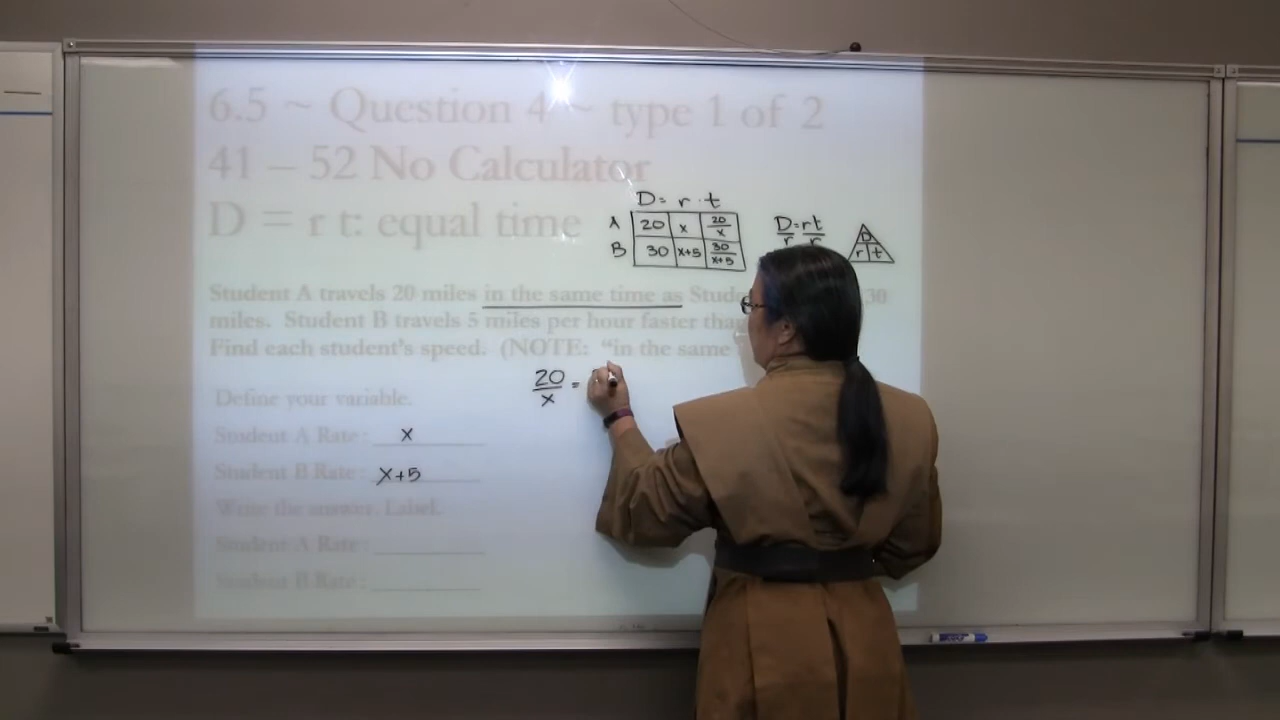 6.5 ~ Question 4 ~ type 1 of 2
41 – 52 No Calculator
D = r t: equal time
D = r · t
A 20 x 20/x
B 30 x+5 30/x+5
D = rt
r r
D
r t
Student A travels 20 miles in the same time as 30
miles. Student B travels 5 miles per hour faster
Find each student's speed. (NOTE: "in the same
20/x =
Define your variable.
Student A Rate: x
Student B Rate: x+5
Write the answer. Label.
Student A Rate:
Student B Rate: